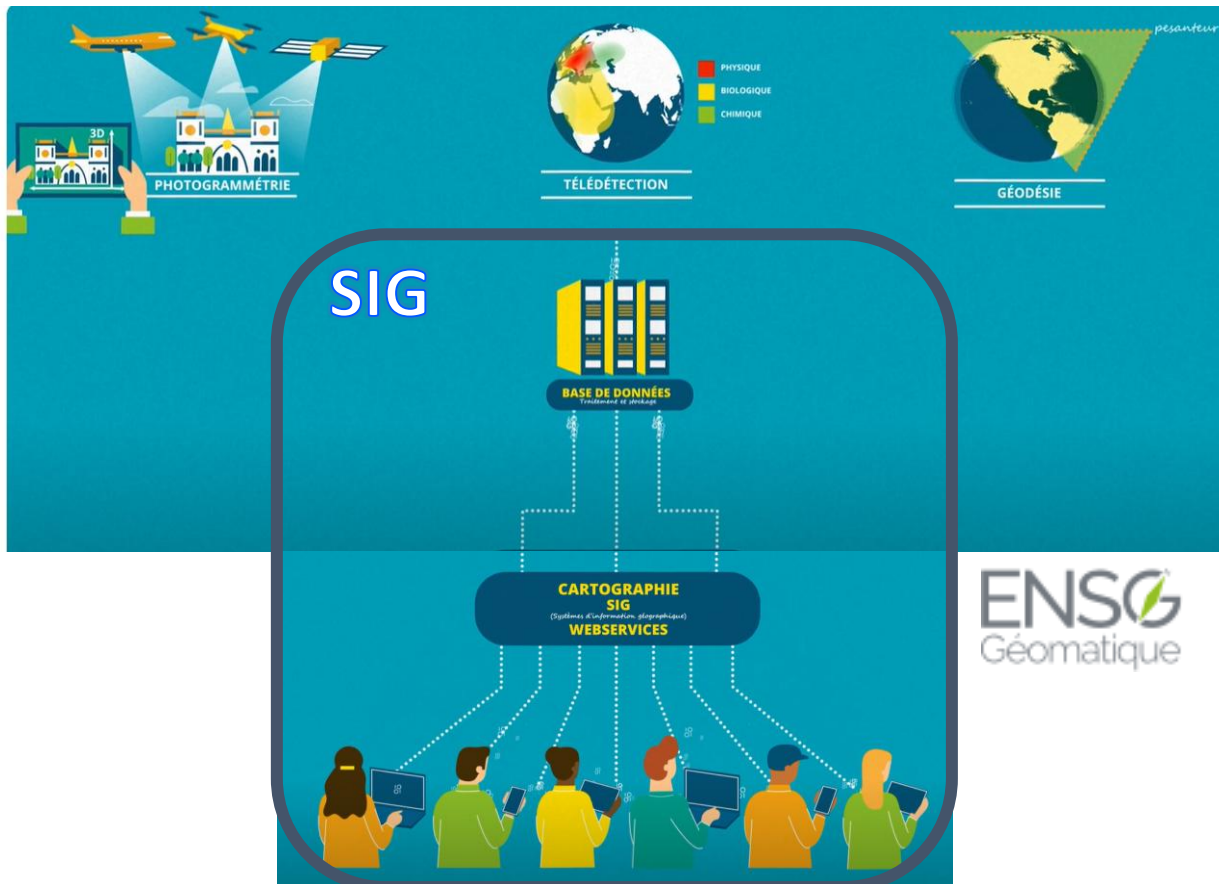 pesanteur
PHYSIQUE
BIOLOGIQUE
CHIMIQUE
3D
PHOTOGRAMMÉTRIE
TÉLÉDÉTECTION
GÉODÉSIE
SIG
BASE DE DONNÉES
Traitement et stockage
CARTOGRAPHIE
SIG
(Systèmes d'information géographique)
WEBSERVICES
ENSG
Géomatique